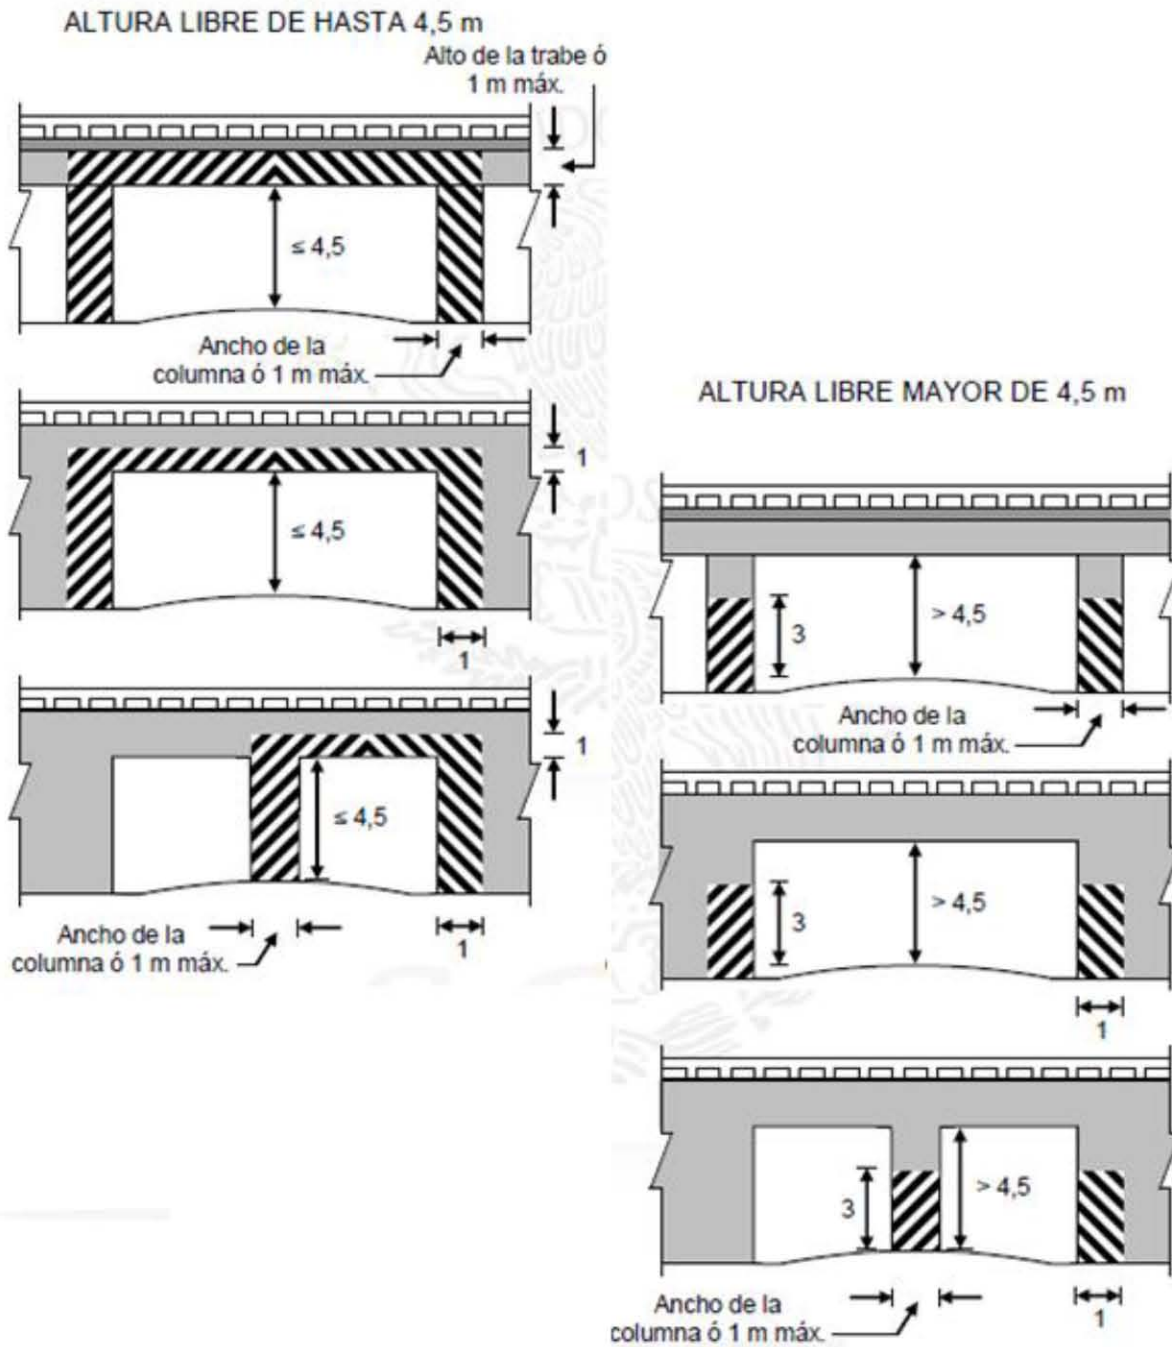 ALTURA LIBRE DE HASTA 4,5 m
Alto de la trabe ó
1 m máx.
≤ 4,5
Ancho de la
columna ó 1 m máx.
1
≤ 4,5
1
1
≤ 4,5
Ancho de la
columna ó 1 m máx.
1
ALTURA LIBRE MAYOR DE 4,5 m
3
> 4,5
Ancho de la
columna ó 1 m máx.
3
> 4,5
1
3
> 4,5
Ancho de la
columna ó 1 m máx.
1